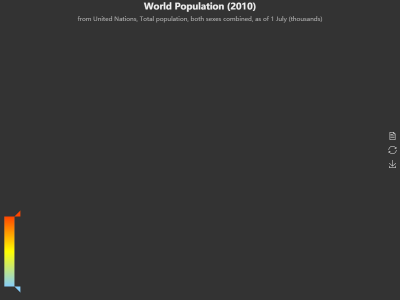 World Population (2010)
from United Nations, Total population, both sexes combined, as of 1 July (thousands)